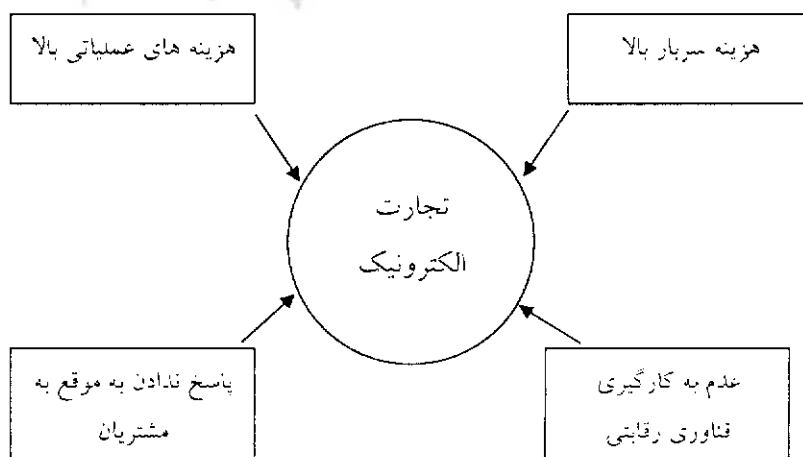 هزینه سربار بالا
هزینه های عملیاتی بالا
تجارت
الکترونیک
عدم به کارگیری
فناوری رقابتی
پاسخ ندادن به موقع به
مشتریان